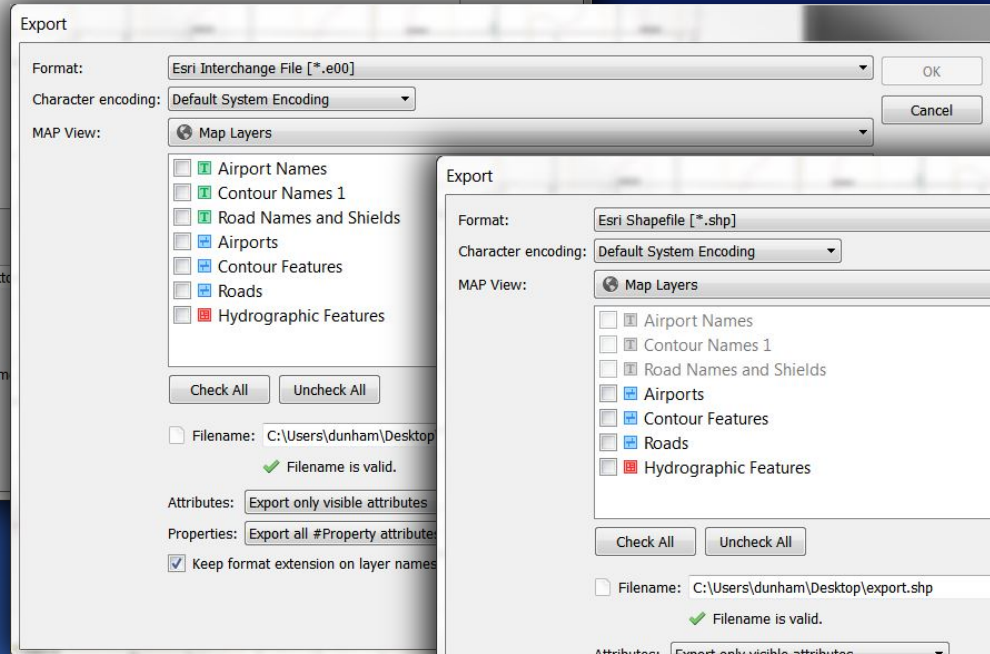 Export
Format: Esri Interchange File [*.e00]
OK
Character encoding: Default System Encoding
Cancel
MAP View: Map Layers
Airport Names
Contour Names 1
Road Names and Shields
Airports
Contour Features
Roads
Hydrographic Features
Check All Uncheck All
Filename: C:\Users\dunham\Desktop
Filename is valid.
Attributes: Export only visible attributes
Properties: Export all #Property attributes
Keep format extension on layer names
Export
Format: Esri Shapefile [*.shp]
Character encoding: Default System Encoding
MAP View: Map Layers
Airport Names
Contour Names 1
Road Names and Shields
Airports
Contour Features
Roads
Hydrographic Features
Check All Uncheck All
Filename: C:\Users\dunham\Desktop\export.shp
Filename is valid.
Attributes: Export only visible attributes